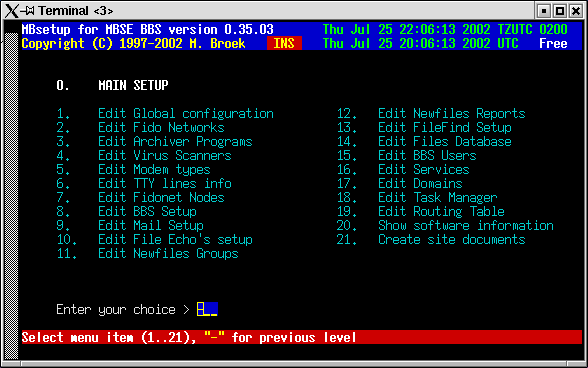 Terminal <3>
MBsetup for MBSE BBS version 0.35.03 Thu Jul 25 22:06:13 2002 TZUTC 0200
Copyright (C) 1997-2002 M. Broek INS Thu Jul 25 20:06:13 2002 UTC Free
0. MAIN SETUP
1. Edit Global configuration 12. Edit Newfiles Reports
2. Edit Fido Networks 13. Edit FileFind Setup
3. Edit Archiver Programs 14. Edit Files Database
4. Edit Virus Scanners 15. Edit BBS Users
5. Edit Modem types 16. Edit Services
6. Edit TTY lines info 17. Edit Domains
7. Edit Fidonet Nodes 18. Edit Task Manager
8. Edit BBS Setup 19. Edit Routing Table
9. Edit Mail Setup 20. Show software information
10. Edit File Echo's setup 21. Create site documents
11. Edit Newfiles Groups
Enter your choice > -__
Select menu item (1..21), "-" for previous level